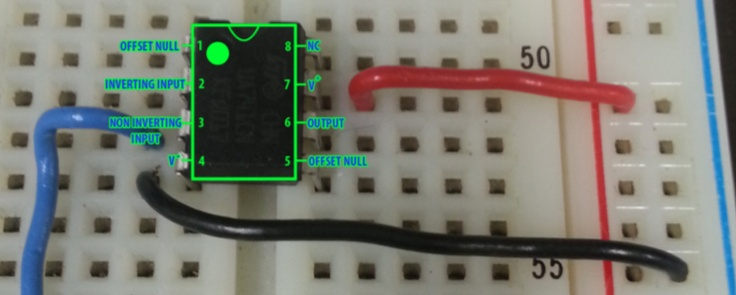 OFFSET NULL 1 8 NC
50
INVERTING INPUT 2 7 V+
NON INVERTING 3 6 OUTPUT
INPUT
V- 4 5 OFFSET NULL
55